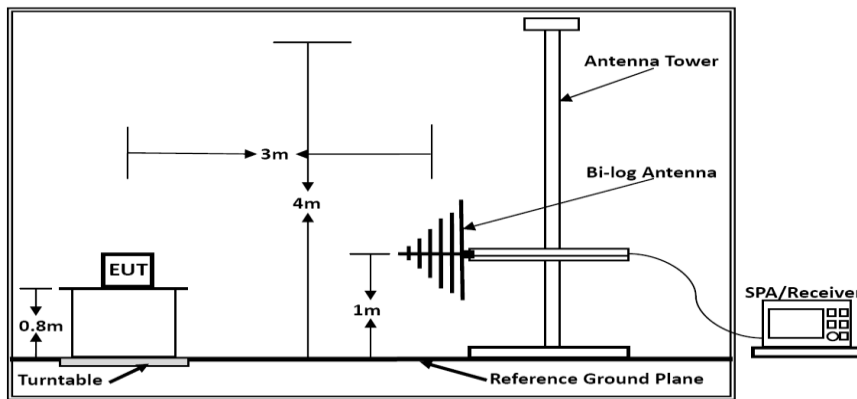 Antenna Tower
3m
Bi-log Antenna
4m
EUT
SPA/Receiver
0.8m
1m
Turntable
Reference Ground Plane